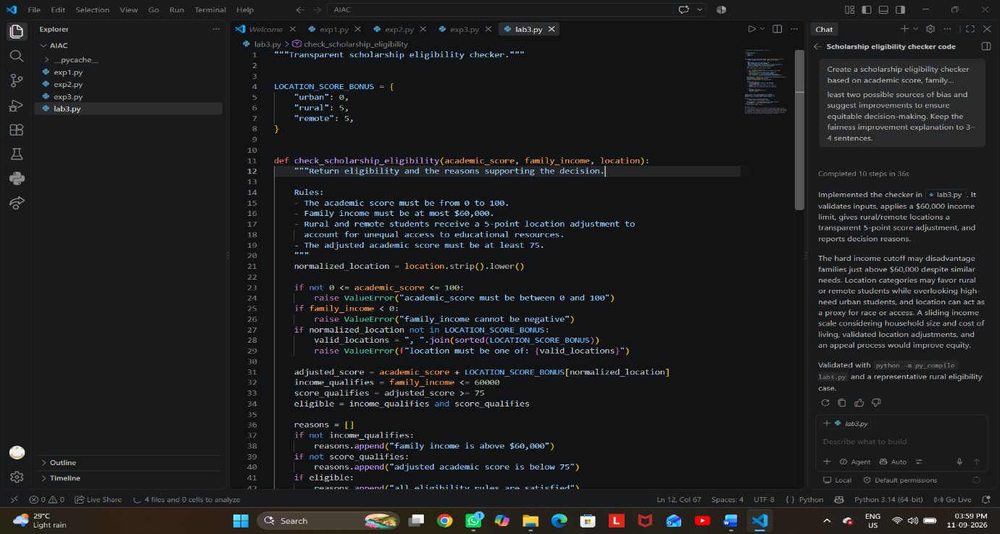 File Edit Selection View Go Run Terminal Help
AIAC
Explorer
AIAC
__pycache__
exp1.py
exp2.py
exp3.py
lab3.py
Outline
Timeline
Welcome exp1.py exp2.py exp3.py lab3.py
lab3.py > check_scholarship_eligibility
1 """Transparent scholarship eligibility checker."""
2
3
4 LOCATION_SCORE_BONUS = {
5     "urban": 0,
6     "rural": 5,
7     "remote": 5,
8 }
9
10
11 def check_scholarship_eligibility(academic_score, family_income, location):
12     """Return eligibility and the reasons supporting the decision.
13
14     Rules:
15     - The academic score must be from 0 to 100.
16     - Family income must be at most $60,000.
17     - Rural and remote students receive a 5-point location adjustment to
18       account for unequal access to educational resources.
19     - The adjusted academic score must be at least 75.
20     """
21     normalized_location = location.strip().lower()
22
23     if not 0 <= academic_score <= 100:
24         raise ValueError("academic_score must be between 0 and 100")
25     if family_income < 0:
26         raise ValueError("family_income cannot be negative")
27     if normalized_location not in LOCATION_SCORE_BONUS:
28         valid_locations = ", ".join(sorted(LOCATION_SCORE_BONUS))
29         raise ValueError(f"location must be one of: {valid_locations}")
30
31     adjusted_score = academic_score + LOCATION_SCORE_BONUS[normalized_location]
32     income_qualifies = family_income <= 60000
33     score_qualifies = adjusted_score >= 75
34     eligible = income_qualifies and score_qualifies
35
36     reasons = []
37     if not income_qualifies:
38         reasons.append("family income is above $60,000")
39     if not score_qualifies:
40         reasons.append("adjusted academic score is below 75")
41     if eligible:
42         reasons.append("all eligibility rules are satisfied")
Chat
Scholarship eligibility checker code
Create a scholarship eligibility checker
based on academic score, family...
least two possible sources of bias and
suggest improvements to ensure
equitable decision-making. Keep the
fairness improvement explanation to 3–
4 sentences.
Completed 10 steps in 36s
Implemented the checker in lab3.py . It
validates inputs, applies a $60,000 income
limit, gives rural/remote locations a
transparent 5-point score adjustment, and
reports decision reasons.
The hard income cutoff may disadvantage
families just above $60,000 despite similar
needs. Location categories may favor rural
or remote students while overlooking high-
need urban students, and location can act as
a proxy for race or access. A sliding income
scale considering household size and cost of
living, validated location adjustments, and
an appeal process would improve equity.
Validated with python -m py_compile
lab3.py and a representative rural eligibility
case.
lab3.py
Describe what to build
Agent Auto
Local Default permissions
0 0 Live Share 4 files and 0 cells to analyze Ln 12, Col 67 Spaces: 4 UTF-8 { } Python Python 3.14 (64-bit) Go Live
29°C
Light rain
Search
1
L
W
ENG
US
03:59 PM
11-09-2026